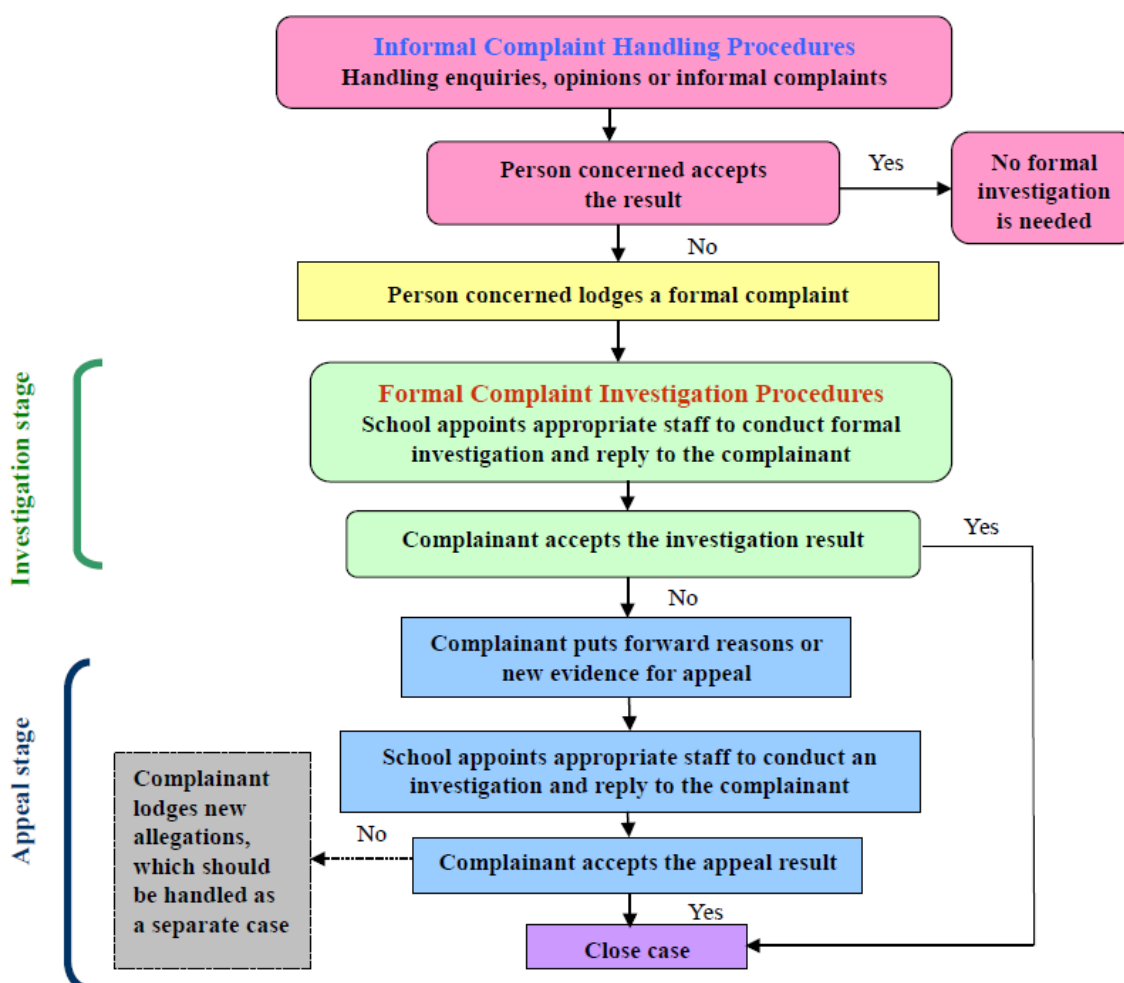 Informal Complaint Handling Procedures
Handling enquiries, opinions or informal complaints
Person concerned accepts
the result
Yes
No formal
investigation
is needed
No
Person concerned lodges a formal complaint
Investigation stage
Formal Complaint Investigation Procedures
School appoints appropriate staff to conduct formal
investigation and reply to the complainant
Complainant accepts the investigation result
Yes
No
Complainant puts forward reasons or
new evidence for appeal
Appeal stage
School appoints appropriate staff to conduct an
investigation and reply to the complainant
Complainant accepts the appeal result
No
Complainant
lodges new
allegations,
which should
be handled as
a separate case
Yes
Close case